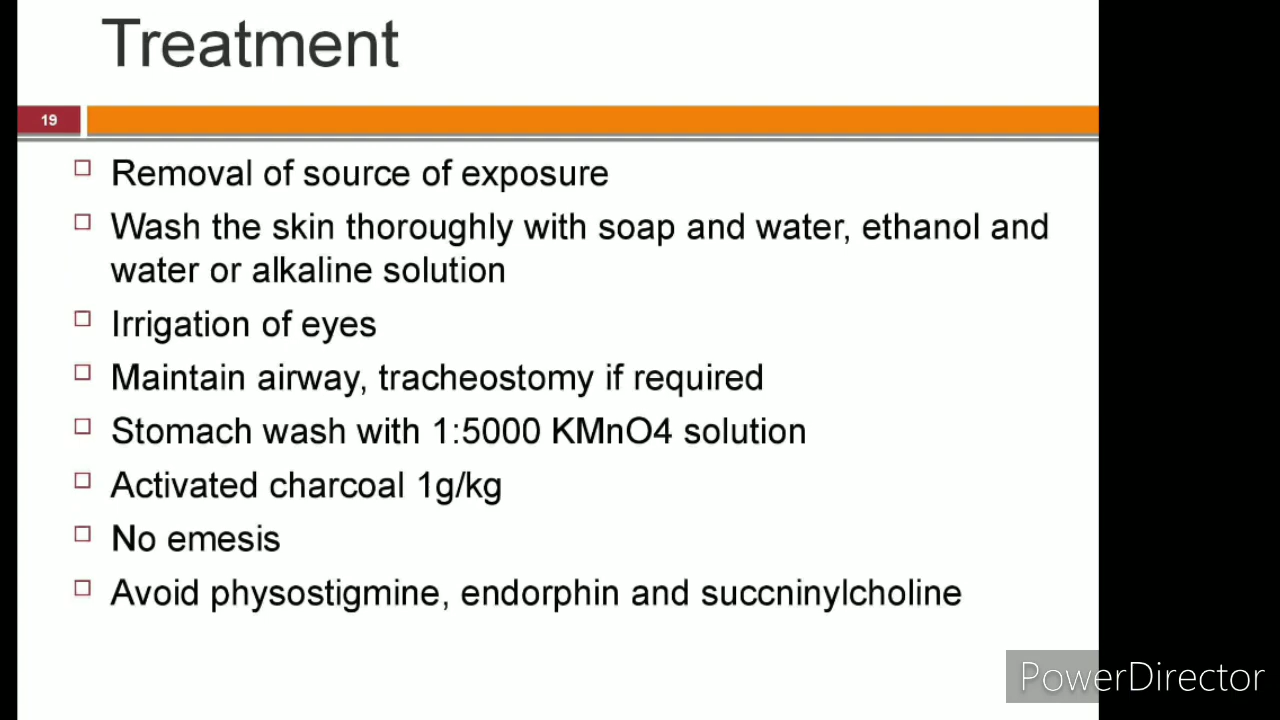 Treatment
19
Removal of source of exposure
Wash the skin thoroughly with soap and water, ethanol and
water or alkaline solution
Irrigation of eyes
Maintain airway, tracheostomy if required
Stomach wash with 1:5000 KMnO4 solution
Activated charcoal 1g/kg
No emesis
Avoid physostigmine, endorphin and succninylcholine
PowerDirector